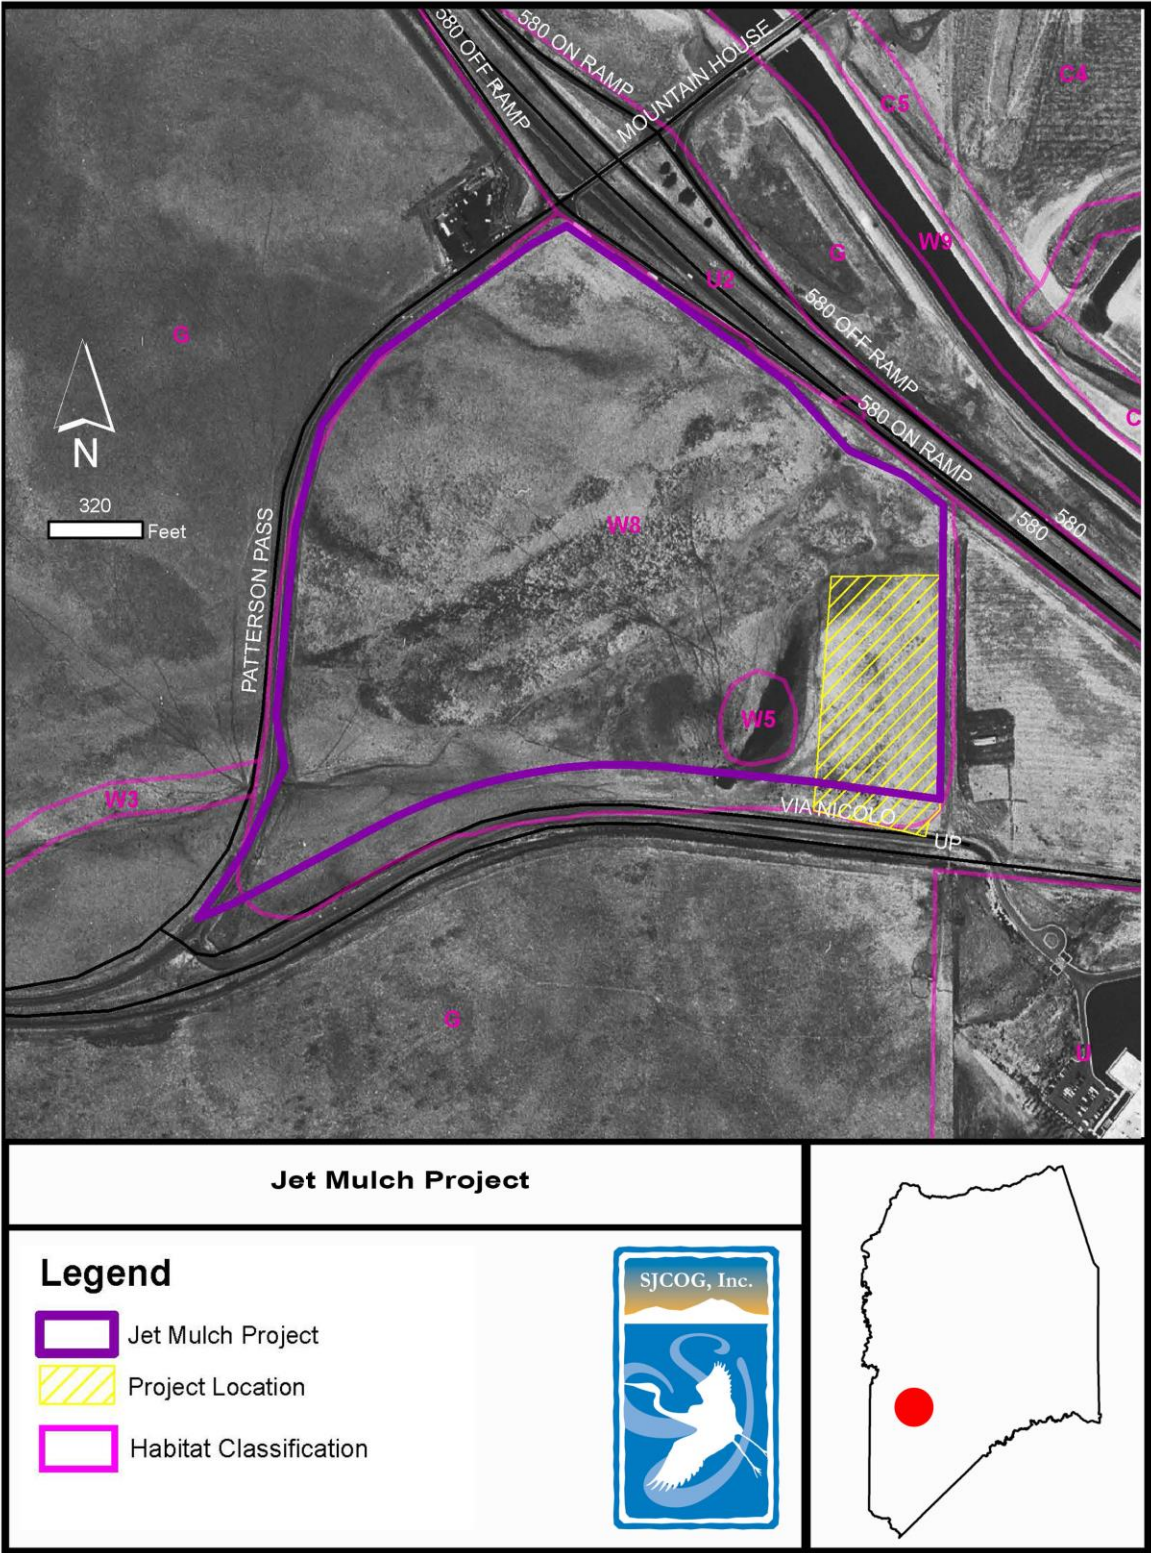 580 OFF RAMP
580 ON RAMP
MOUNTAIN HOUSE
C4
C5
W9
G
U2
580 OFF RAMP
G
C
580 ON RAMP
N
320
Feet
PATTERSON PASS
W8
580
580
W5
W3
VIA NICOLO
UP
G
U
Jet Mulch Project
Legend
Jet Mulch Project
Project Location
Habitat Classification
SJCOG, Inc.